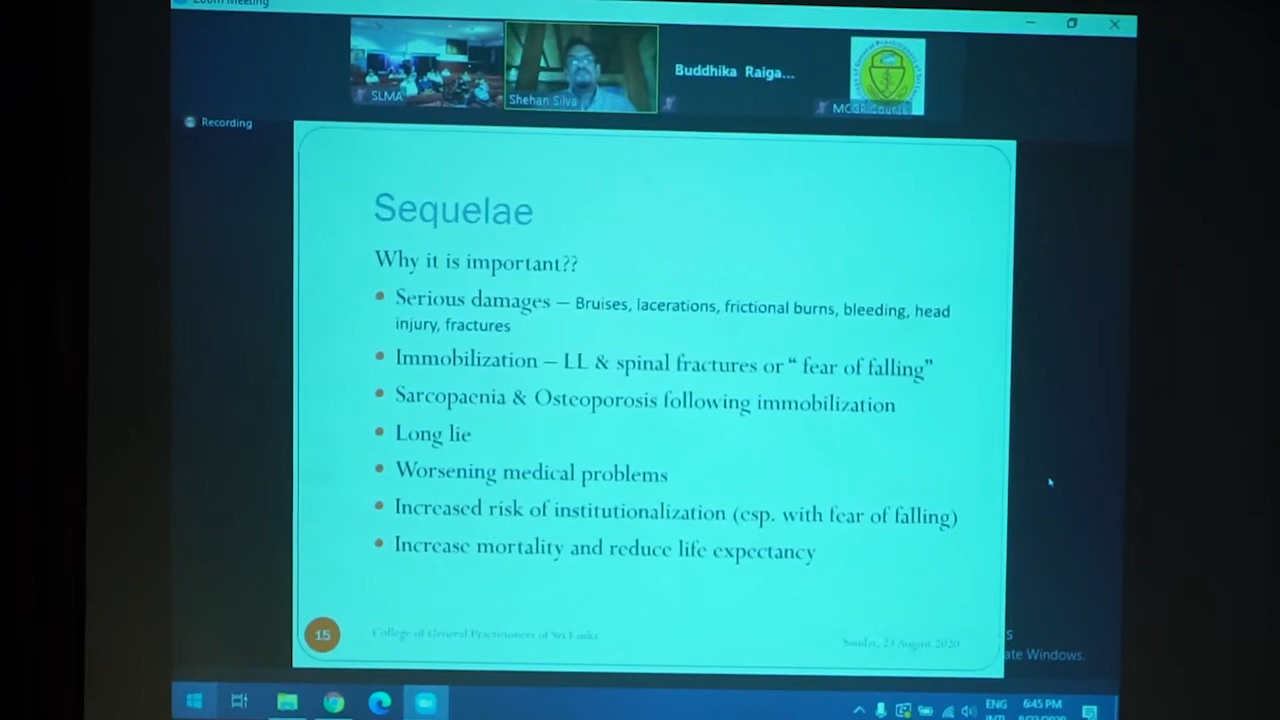 Zoom Meeting
SLMA
Shehan Silva
Buddhika Raiga...
Recording
Sequelae
Why it is important??
• Serious damages – Bruises, lacerations, frictional burns, bleeding, head
injury, fractures
• Immobilization – LL & spinal fractures or “ fear of falling”
• Sarcopaenia & Osteoporosis following immobilization
• Long lie
• Worsening medical problems
• Increased risk of institutionalization (esp. with fear of falling)
• Increase mortality and reduce life expectancy
15
College of General Practitioners of Sri Lanka
Sunday, 23 August 2020
ate Windows.
ENG
6:45 PM